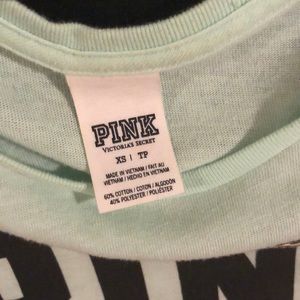 PINK
VICTORIA'S SECRET
XS | TP
MADE IN VIETNAM / FAIT AU
VIETNAM / HECHO EN VIETNAM
60% COTTON / COTON / ALGODÓN
40% POLYESTER / POLIÉSTER